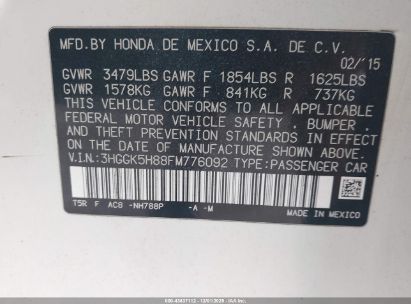 MFD.BY HONDA DE MEXICO S.A. DE C.V.
02/'15
GVWR 3479LBS GAWR F 1854LBS R 1625LBS
GVWR 1578KG GAWR F 841KG R 737KG
THIS VEHICLE CONFORMS TO ALL APPLICABLE
FEDERAL MOTOR VEHICLE SAFETY , BUMPER ,
AND THEFT PREVENTION STANDARDS IN EFFECT ON
THE DATE OF MANUFACTURE SHOWN ABOVE.
V.I.N.:3HGGK5H88FM776092 TYPE:PASSENGER CAR
T5R F AC8 -NH788P -A -M
MADE IN MEXICO